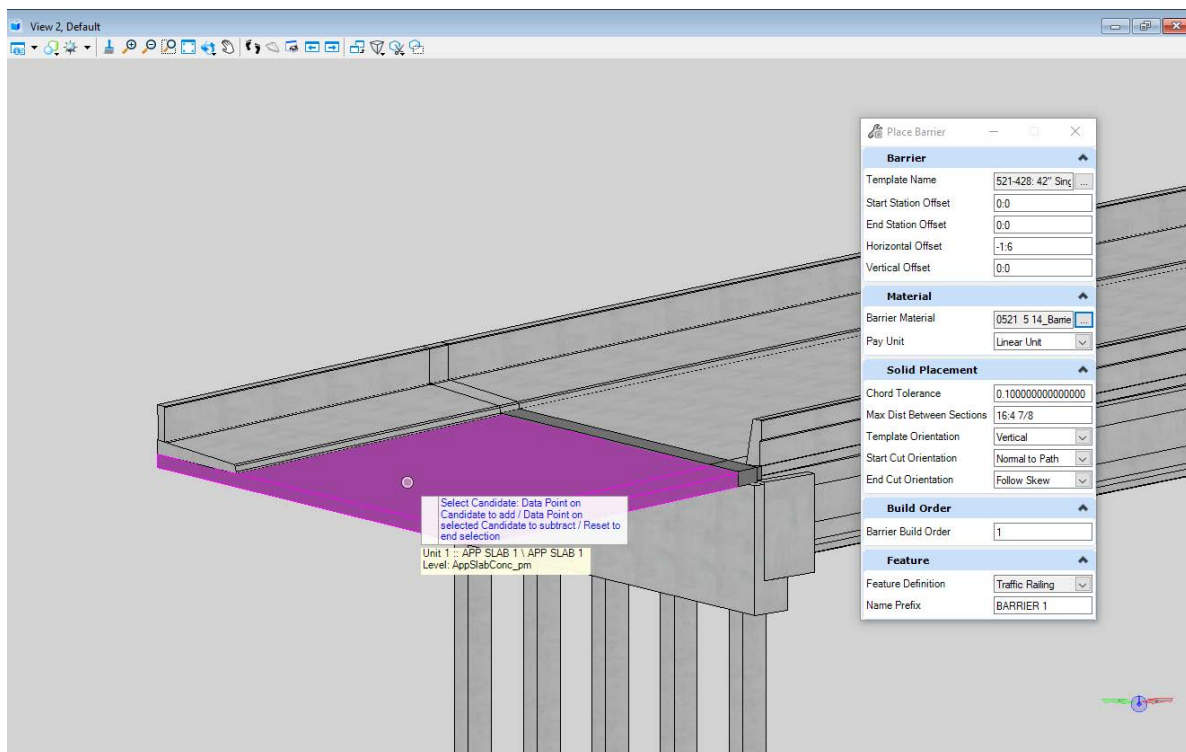 View 2, Default
Place Barrier
Barrier
Template Name 521-428: 42" Sing ...
Start Station Offset 0:0
End Station Offset 0:0
Horizontal Offset -1:6
Vertical Offset 0:0
Material
Barrier Material 0521 5 14_Barrie ...
Pay Unit Linear Unit
Solid Placement
Chord Tolerance 0.100000000000000
Max Dist Between Sections 16:4 7/8
Template Orientation Vertical
Start Cut Orientation Normal to Path
End Cut Orientation Follow Skew
Build Order
Barrier Build Order 1
Feature
Feature Definition Traffic Railing
Name Prefix BARRIER 1
Select Candidate: Data Point on
Candidate to add / Data Point on
selected Candidate to subtract / Reset to
end selection
Unit 1 :: APP SLAB 1 \ APP SLAB 1
Level: AppSlabConc_pm